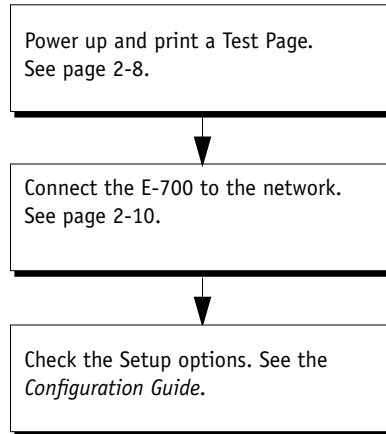 Power up and print a Test Page.
See page 2-8.
Connect the E-700 to the network.
See page 2-10.
Check the Setup options. See the
Configuration Guide.